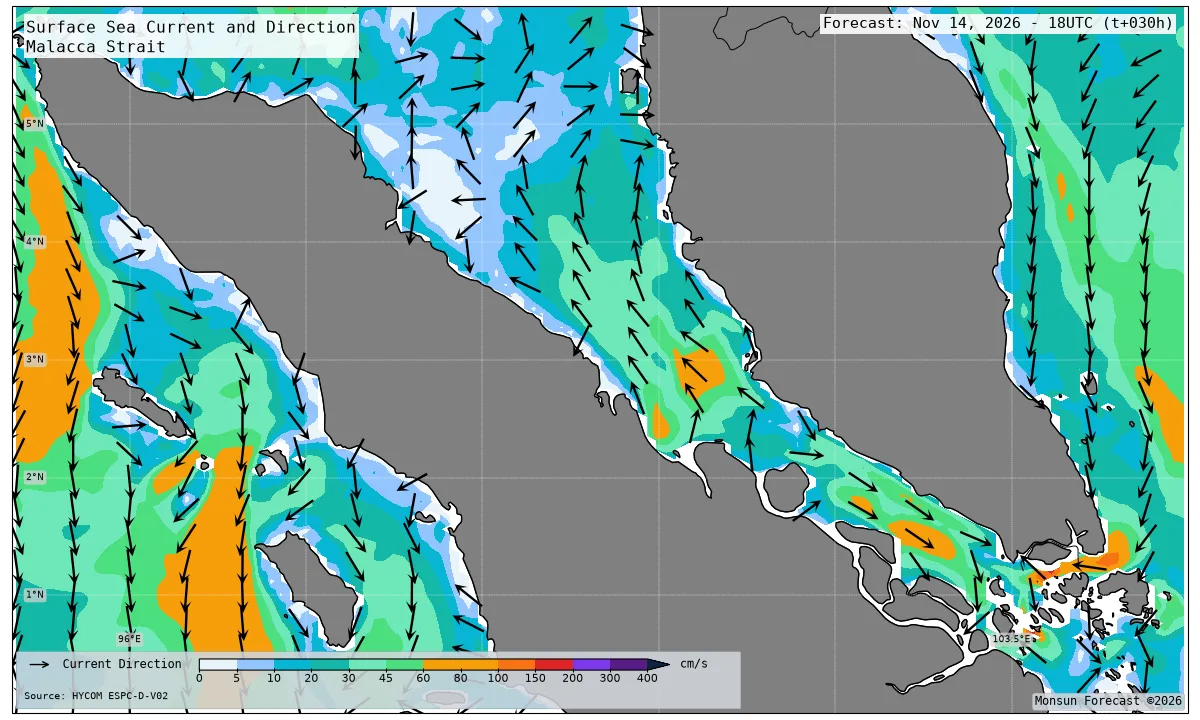 Surface Sea Current and Direction
Malacca Strait
Forecast: Nov 14, 2026 - 18UTC (t+030h)
5°N
4°N
3°N
2°N
1°N
96°E
103.5°E
Current Direction
0 5 10 20 30 45 60 80 100 150 200 300 400
cm/s
Source: HYCOM ESPC-D-V02
Monsun Forecast ©2026